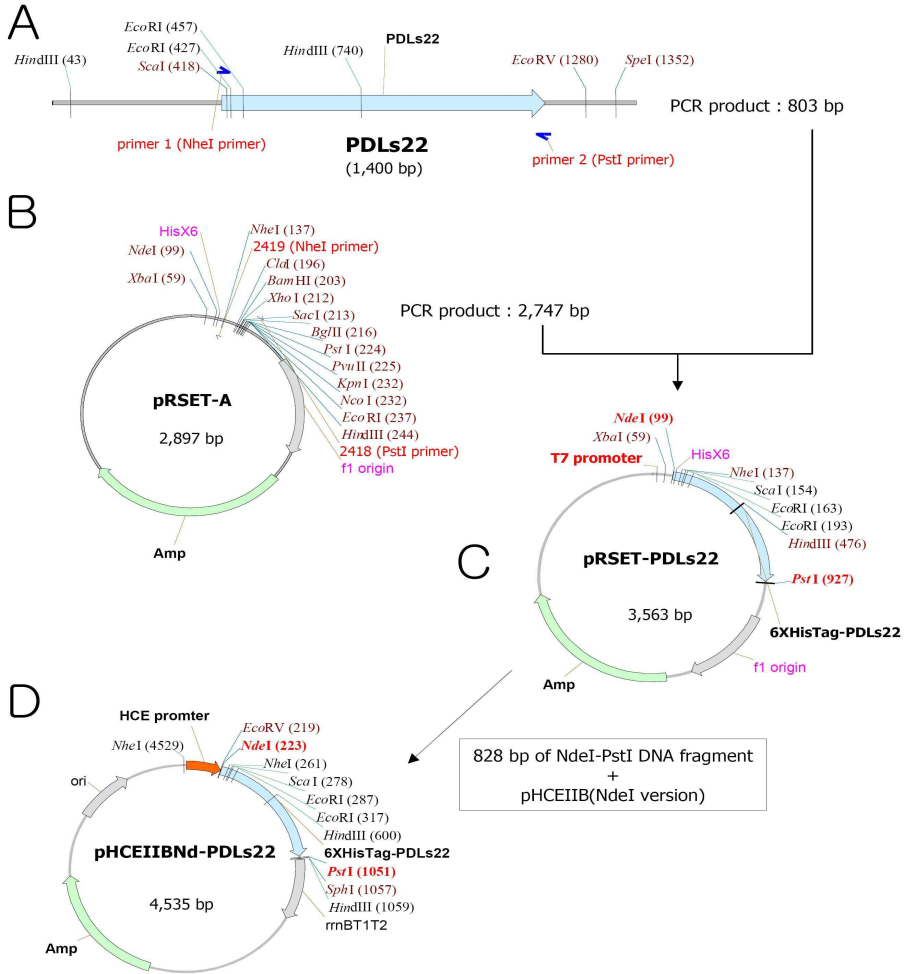 A
EcoRI (457)
EcoRI (427)
ScaI (418)
HindIII (43)
HindIII (740)
PDLs22
EcoRV (1280)
SpeI (1352)
primer 1 (NheI primer)
PDLs22
(1,400 bp)
primer 2 (PstI primer)
PCR product : 803 bp
B
HisX6
NdeI (99)
XbaI (59)
NheI (137)
2419 (NheI primer)
ClaI (196)
BamHI (203)
XhoI (212)
SacI (213)
BglII (216)
PstI (224)
PvuII (225)
KpnI (232)
NcoI (232)
EcoRI (237)
HindIII (244)
2418 (PstI primer)
f1 origin
pRSET-A
2,897 bp
Amp
PCR product : 2,747 bp
C
NdeI (99)
XbaI (59)
HisX6
T7 promoter
NheI (137)
ScaI (154)
EcoRI (163)
EcoRI (193)
HindIII (476)
PstI (927)
pRSET-PDLs22
3,563 bp
6XHisTag-PDLs22
f1 origin
Amp
D
HCE promter
NheI (4529)
EcoRV (219)
NdeI (223)
NheI (261)
ScaI (278)
EcoRI (287)
EcoRI (317)
HindIII (600)
6XHisTag-PDLs22
PstI (1051)
SphI (1057)
HindIII (1059)
rrnBT1T2
ori
pHCEIIBNd-PDLs22
4,535 bp
Amp
828 bp of NdeI-PstI DNA fragment
+
pHCEIIB(NdeI version)